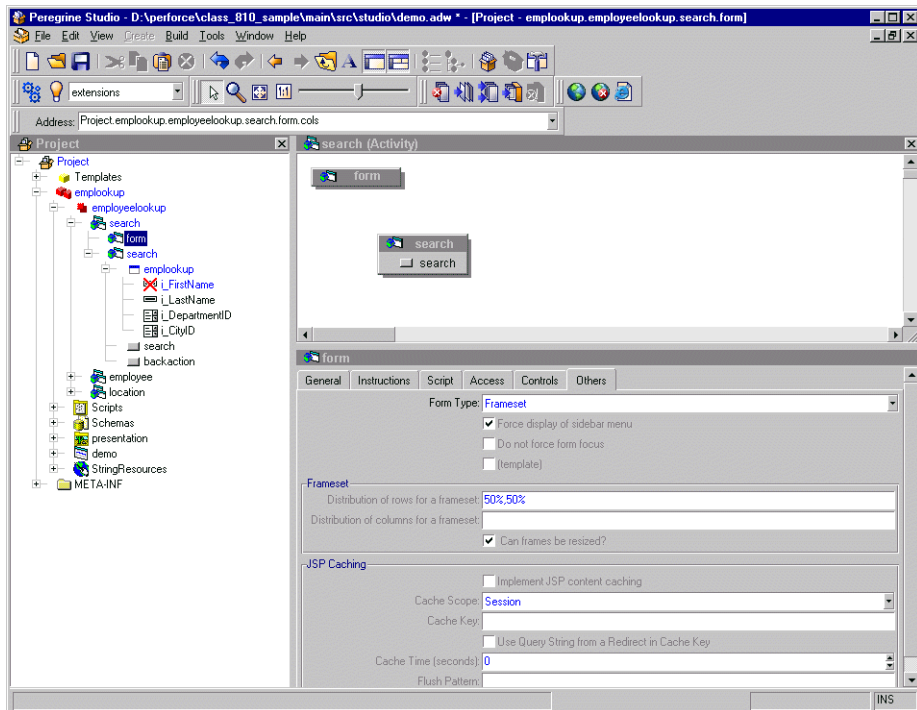 Peregrine Studio - D:\perforce\class_810_sample\main\src\studio\demo.adw * - [Project - emplookup.employeelookup.search.form]
File Edit View Create Build Tools Window Help
extensions
Address: Project.emplookup.employeelookup.search.form.cols
Project
Project
Templates
emplookup
employeelookup
search
form
search
emplookup
i_FirstName
i_LastName
i_DepartmentID
i_CityID
search
backaction
employee
location
Scripts
Schemas
presentation
demo
StringResources
META-INF
search (Activity)
form
search
search
form
General Instructions Script Access Controls Others
Form Type: Frameset
Force display of sidebar menu
Do not force form focus
(template)
Frameset
Distribution of rows for a frameset: 50%,50%
Distribution of columns for a frameset:
Can frames be resized?
JSP Caching
Implement JSP content caching
Cache Scope: Session
Cache Key:
Use Query String from a Redirect in Cache Key
Cache Time (seconds): 0
Flush Pattern:
INS